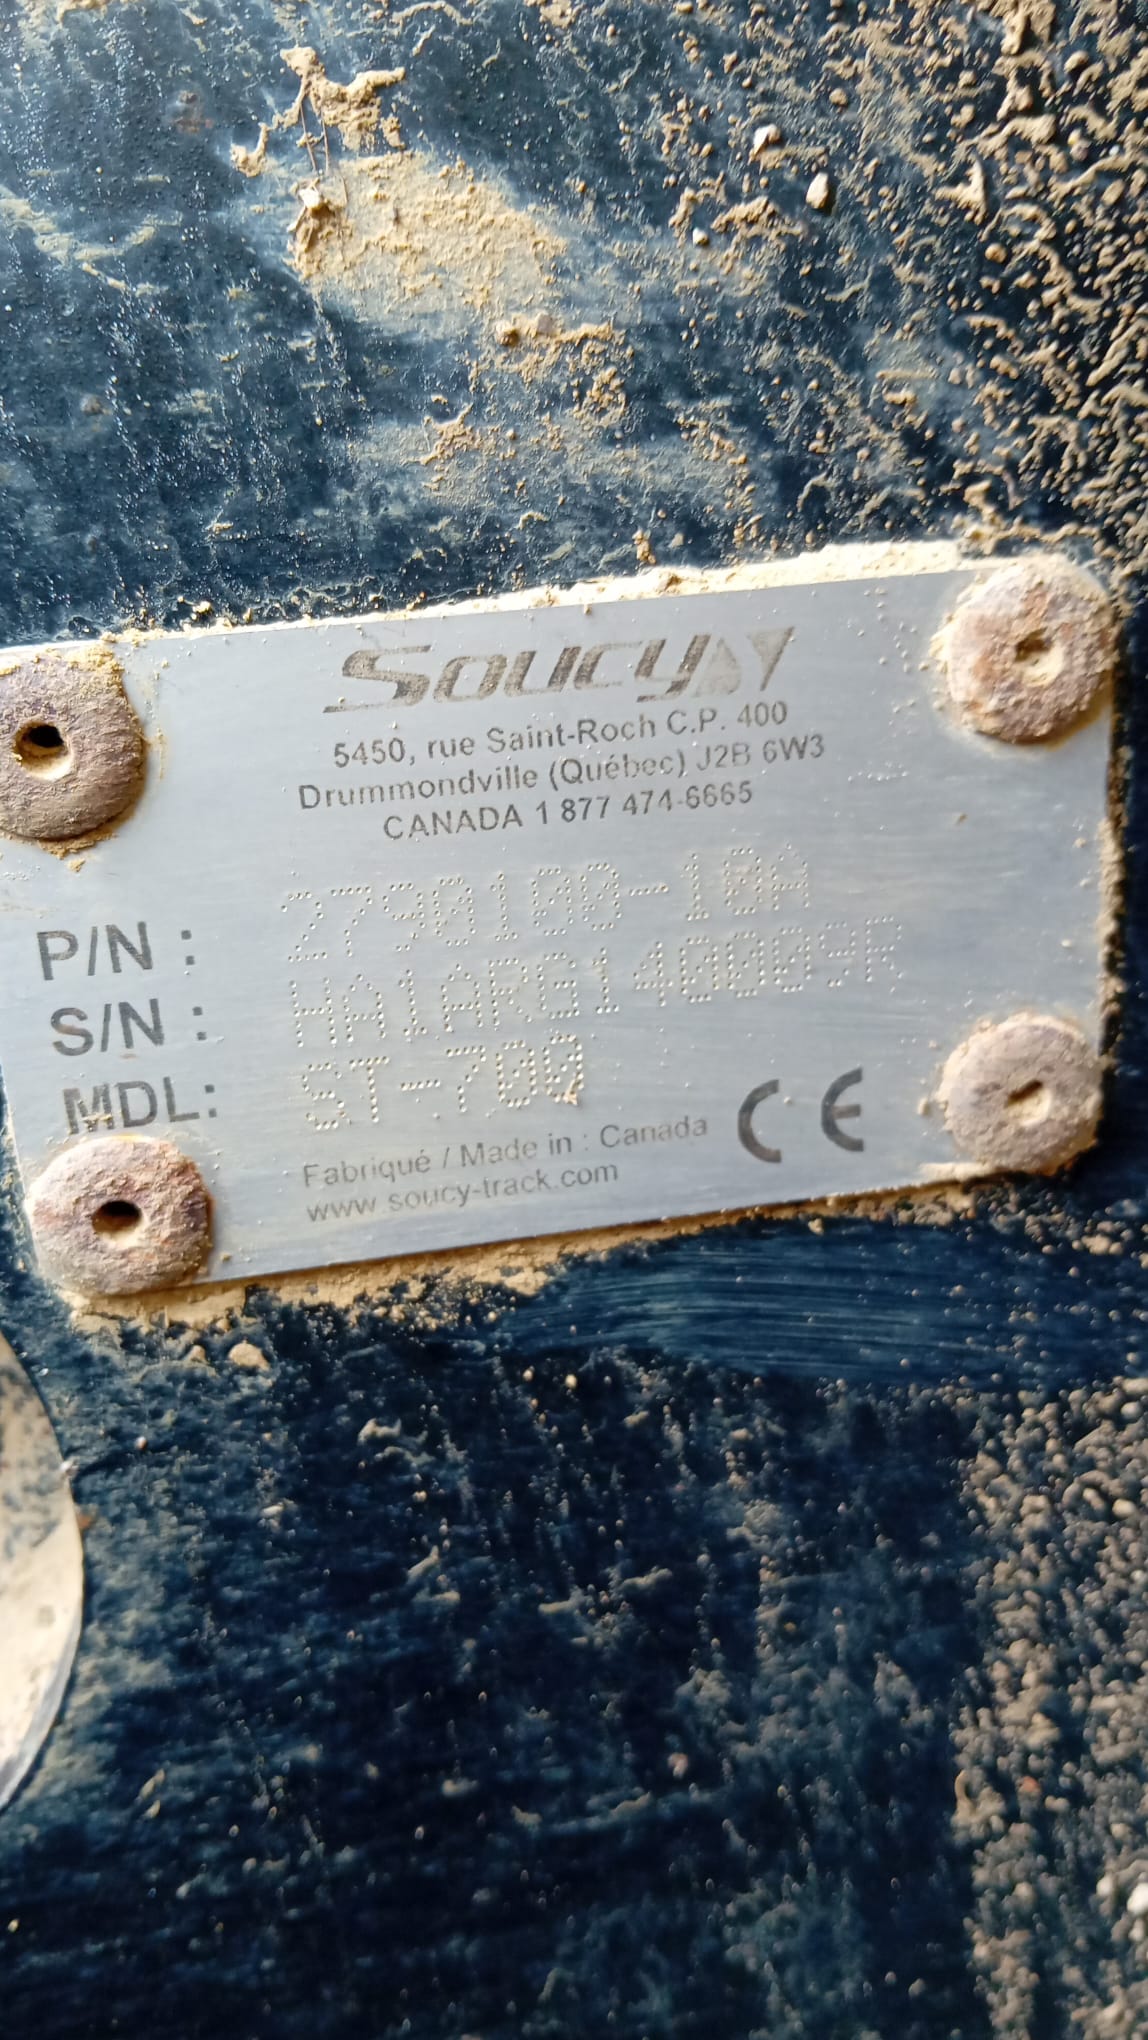 Soucy
5450, rue Saint-Roch C.P. 400
Drummondville (Québec) J2B 6W3
CANADA 1 877 474-6665
P/N : 2790100-10A
S/N : HA1ARG140009R
MDL: ST-700
Fabriqué / Made in : Canada
www.soucy-track.com
CE